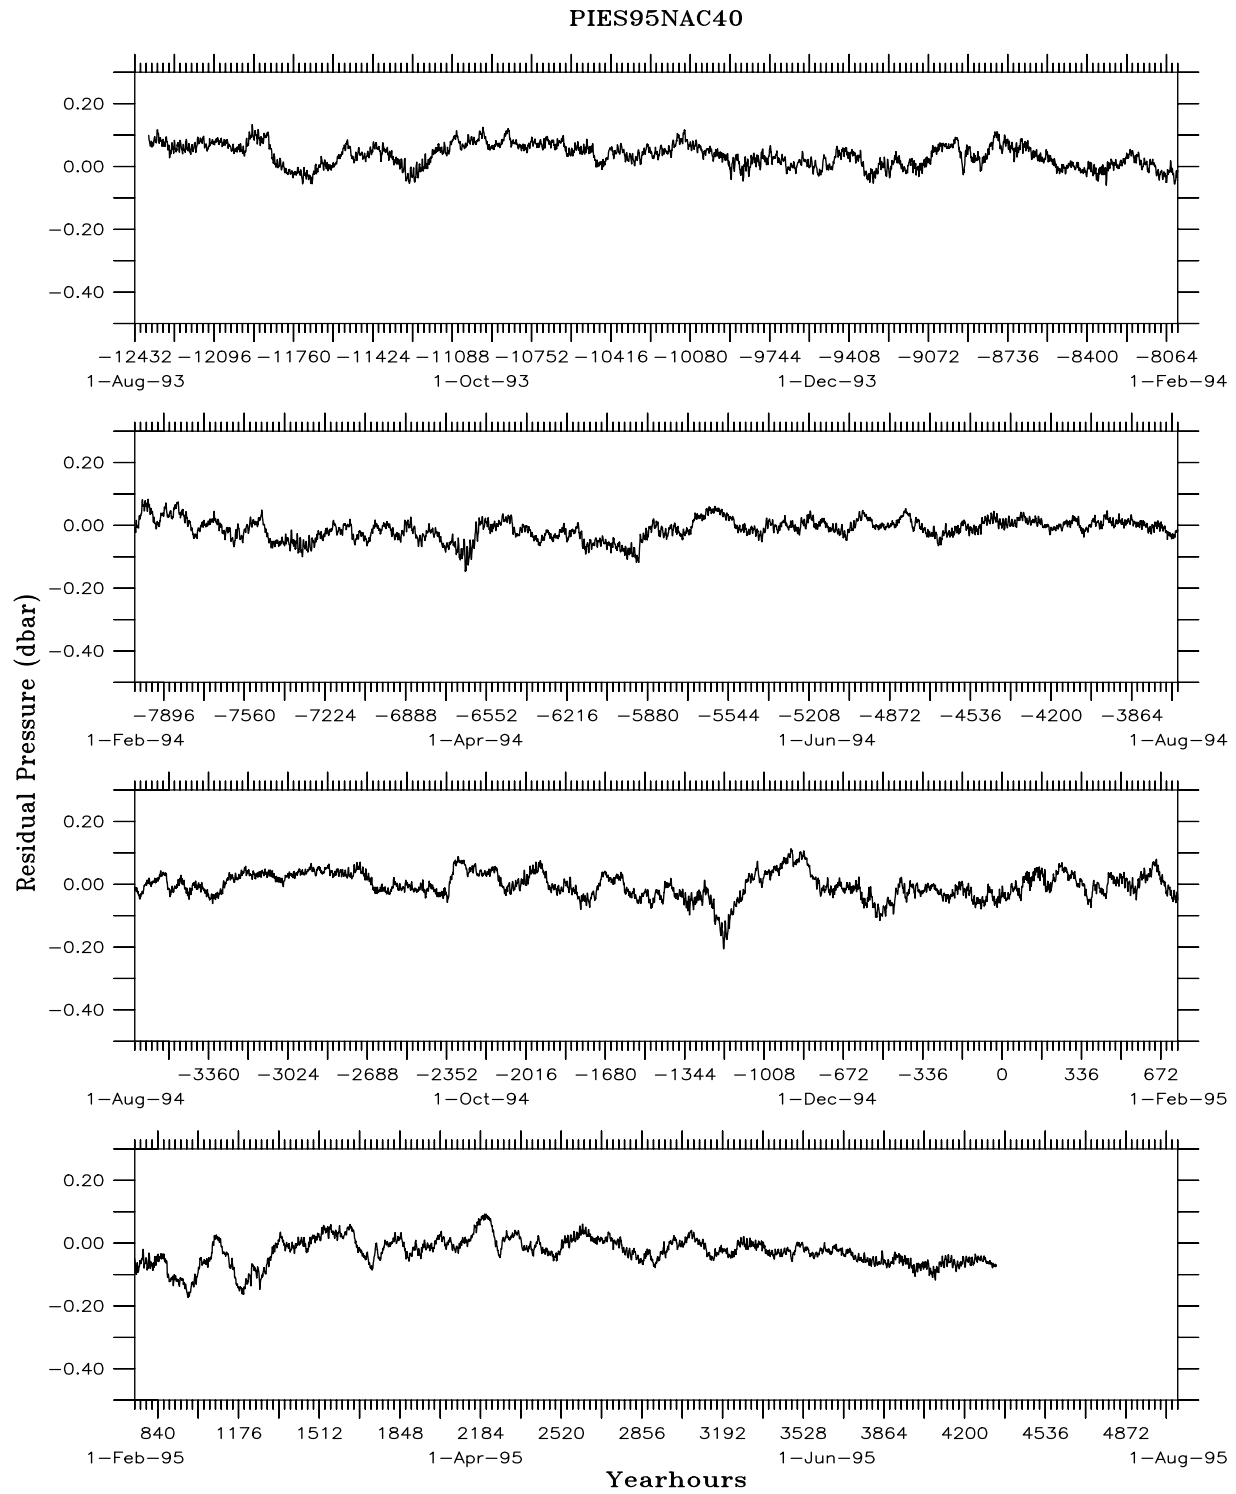 PIES95NAC40
0.20
0.00
−0.20
−0.40
−12432 −12096 −11760 −11424 −11088 −10752 −10416 −10080 −9744 −9408 −9072 −8736 −8400 −8064
1−Aug−93 1−Oct−93 1−Dec−93 1−Feb−94
0.20
0.00
−0.20
−0.40
−7896 −7560 −7224 −6888 −6552 −6216 −5880 −5544 −5208 −4872 −4536 −4200 −3864
1−Feb−94 1−Apr−94 1−Jun−94 1−Aug−94
Residual Pressure (dbar)
0.20
0.00
−0.20
−0.40
−3360 −3024 −2688 −2352 −2016 −1680 −1344 −1008 −672 −336 0 336 672
1−Aug−94 1−Oct−94 1−Dec−94 1−Feb−95
0.20
0.00
−0.20
−0.40
840 1176 1512 1848 2184 2520 2856 3192 3528 3864 4200 4536 4872
1−Feb−95 1−Apr−95 1−Jun−95 1−Aug−95
Yearhours